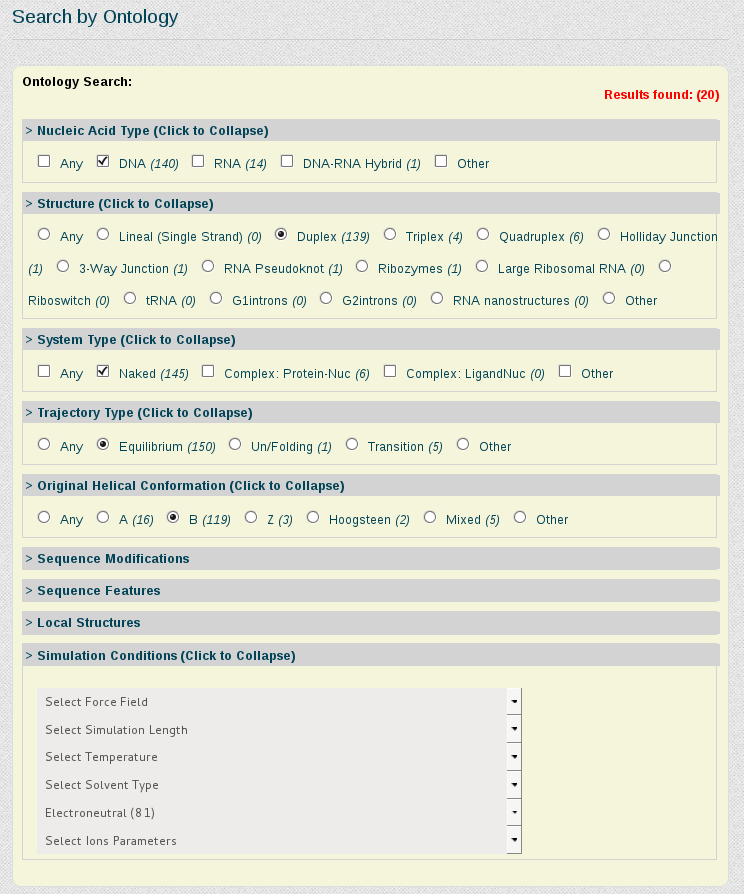 Search by Ontology
Ontology Search:
Results found: (20)
> Nucleic Acid Type (Click to Collapse)
Any DNA (140) RNA (14) DNA-RNA Hybrid (1) Other
> Structure (Click to Collapse)
Any Lineal (Single Strand) (0) Duplex (139) Triplex (4) Quadruplex (6) Holliday Junction
(1) 3-Way Junction (1) RNA Pseudoknot (1) Ribozymes (1) Large Ribosomal RNA (0)
Riboswitch (0) tRNA (0) G1introns (0) G2introns (0) RNA nanostructures (0) Other
> System Type (Click to Collapse)
Any Naked (145) Complex: Protein-Nuc (6) Complex: LigandNuc (0) Other
> Trajectory Type (Click to Collapse)
Any Equilibrium (150) Un/Folding (1) Transition (5) Other
> Original Helical Conformation (Click to Collapse)
Any A (16) B (119) Z (3) Hoogsteen (2) Mixed (5) Other
> Sequence Modifications
> Sequence Features
> Local Structures
> Simulation Conditions (Click to Collapse)
Select Force Field
Select Simulation Length
Select Temperature
Select Solvent Type
Electroneutral (81)
Select Ions Parameters